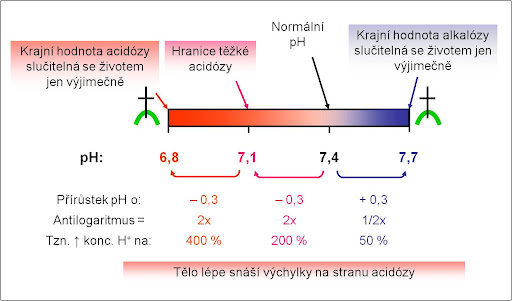 Krajní hodnota acidózy
slučitelná se životem
jen výjimečně
Hranice těžké
acidózy
Normální
pH
Krajní hodnota alkalózy
slučitelná se životem jen
výjimečně
pH: 6,8 7,1 7,4 7,7
Přírůstek pH o: – 0,3 – 0,3 + 0,3
Antilogaritmus = 2x 2x 1/2x
Tzn. ↑ konc. H⁺ na: 400 % 200 % 50 %
Tělo lépe snáší výchylky na stranu acidózy